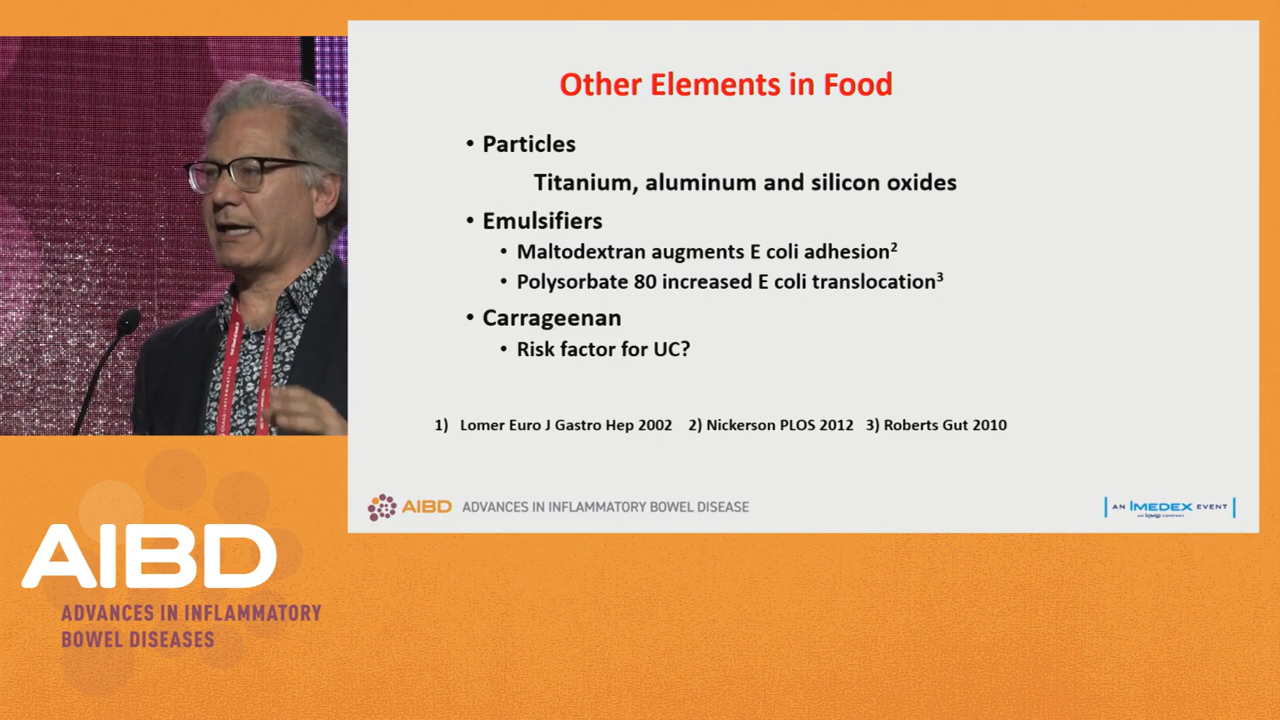 Other Elements in Food
• Particles
Titanium, aluminum and silicon oxides
• Emulsifiers
• Maltodextran augments E coli adhesion²
• Polysorbate 80 increased E coli translocation³
• Carrageenan
• Risk factor for UC?
1) Lomer Euro J Gastro Hep 2002 2) Nickerson PLOS 2012 3) Roberts Gut 2010
AIBD ADVANCES IN INFLAMMATORY BOWEL DISEASE
AN IMEDEX EVENT
AIBD
ADVANCES IN INFLAMMATORY
BOWEL DISEASES